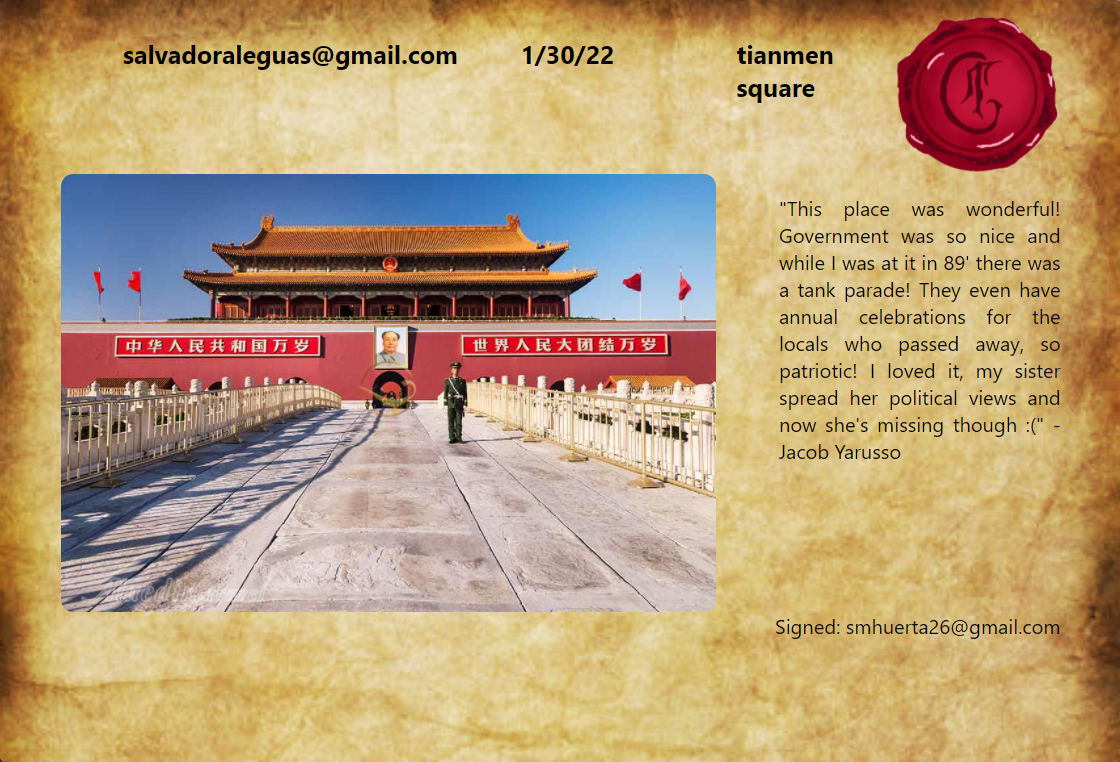 salvadoraleguas@gmail.com 1/30/22 tianmen
square
中华人民共和国万岁 世界人民大团结万岁
"This place was wonderful!
Government was so nice and
while I was at it in 89' there was
a tank parade! They even have
annual celebrations for the
locals who passed away, so
patriotic! I loved it, my sister
spread her political views and
now she's missing though :(" -
Jacob Yarusso
Signed: smhuerta26@gmail.com